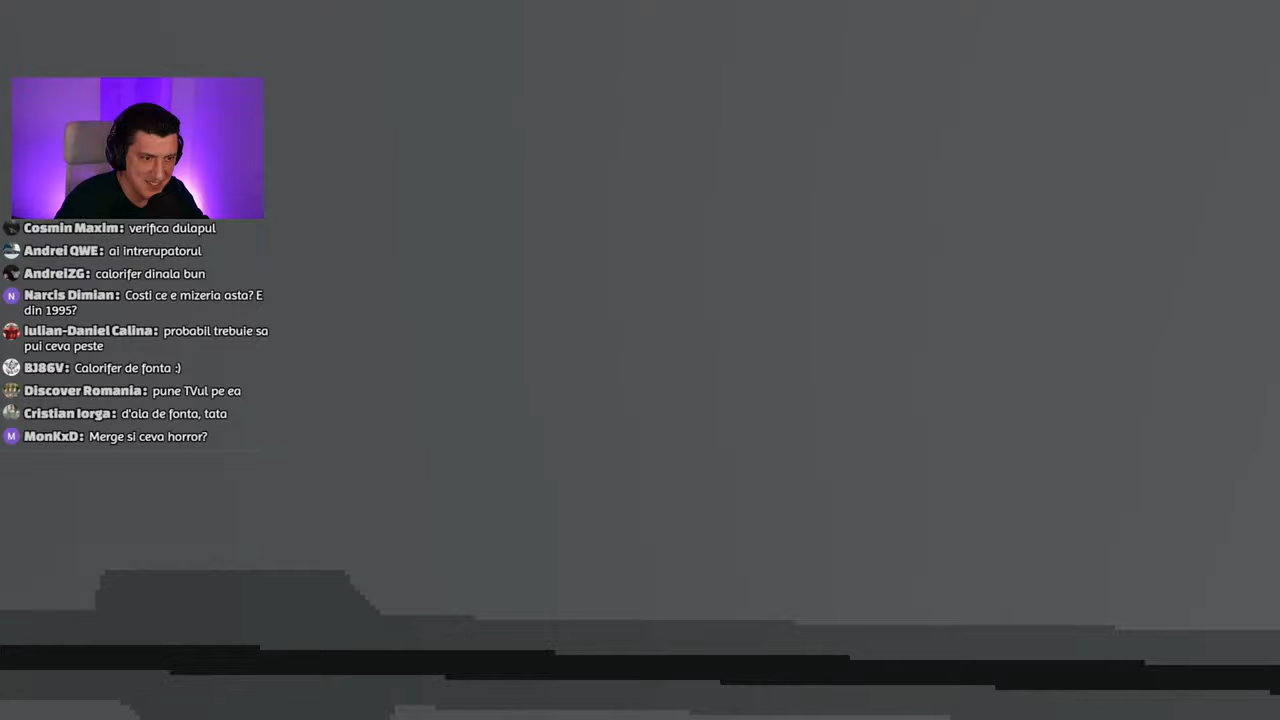 Cosmin Maxim: verifica dulapul
Andrei QWE: ai intrerupatorul
AndreiZG: calorifer dinala bun
N Narcis Dimian: Costi ce e mizeria asta? E
din 1995?
Iulian-Daniel Calina: probabil trebuie sa
pui ceva peste
BJ86V: Calorifer de fonta :)
Discover Romania: pune TVul pe ea
Cristian Iorga: d'ala de fonta, tata
M MonKxD: Merge si ceva horror?